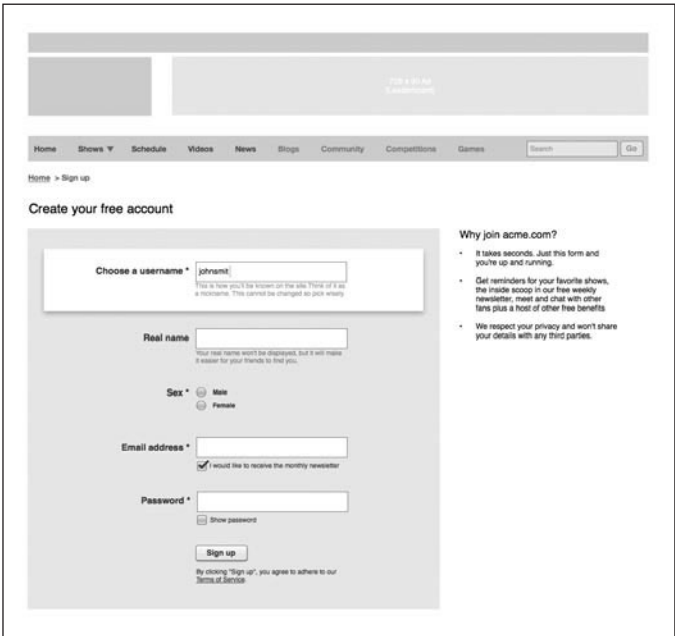 728 x 90 Ad
(Leaderboard)
Home Shows ▼ Schedule Videos News Blogs Community Competitions Games Search Go
Home > Sign up
Create your free account
Choose a username * johnsmit
This is how you'll be known on the site.Think of it as
a nickname. This cannot be changed so pick wisely.
Real name
Your real name won't be displayed, but it will make
it easier for your friends to find you.
Sex * Male
Female
Email address *
I would like to receive the monthly newsletter
Password *
Show password
Sign up
By clicking "Sign up", you agree to adhere to our
Terms of Service.
Why join acme.com?
• It takes seconds. Just this form and
you're up and running.
• Get reminders for your favorite shows,
the inside scoop in our free weekly
newsletter, meet and chat with other
fans plus a host of other free benefits
• We respect your privacy and won't share
your details with any third parties.